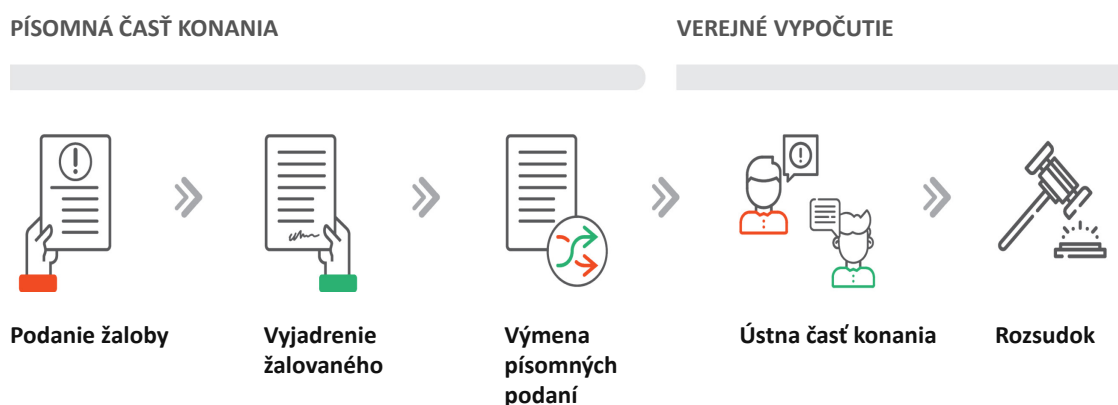 PÍSOMNÁ ČASŤ KONANIA
VEREJNÉ VYPOČUTIE
Podanie žaloby
Vyjadrenie
žalovaného
Výmena
písomných
podaní
Ústna časť konania
Rozsudok